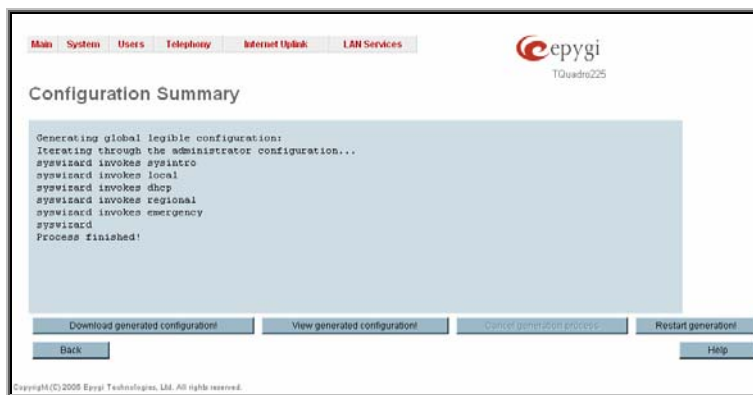 Main System Users Telephony Internet Uplink LAN Services
epygi
TQuadro225
Configuration Summary
Generating global legible configuration:
Iterating through the administrator configuration...
syswizard invokes sysintro
syswizard invokes local
syswizard invokes dhcp
syswizard invokes regional
syswizard invokes emergency
syswizard
Process finished!
Download generated configuration! View generated configuration! Cancel generation process Restart generation!
Back Help
Copyright (C) 2005 Epygi Technologies, Ltd. All rights reserved.